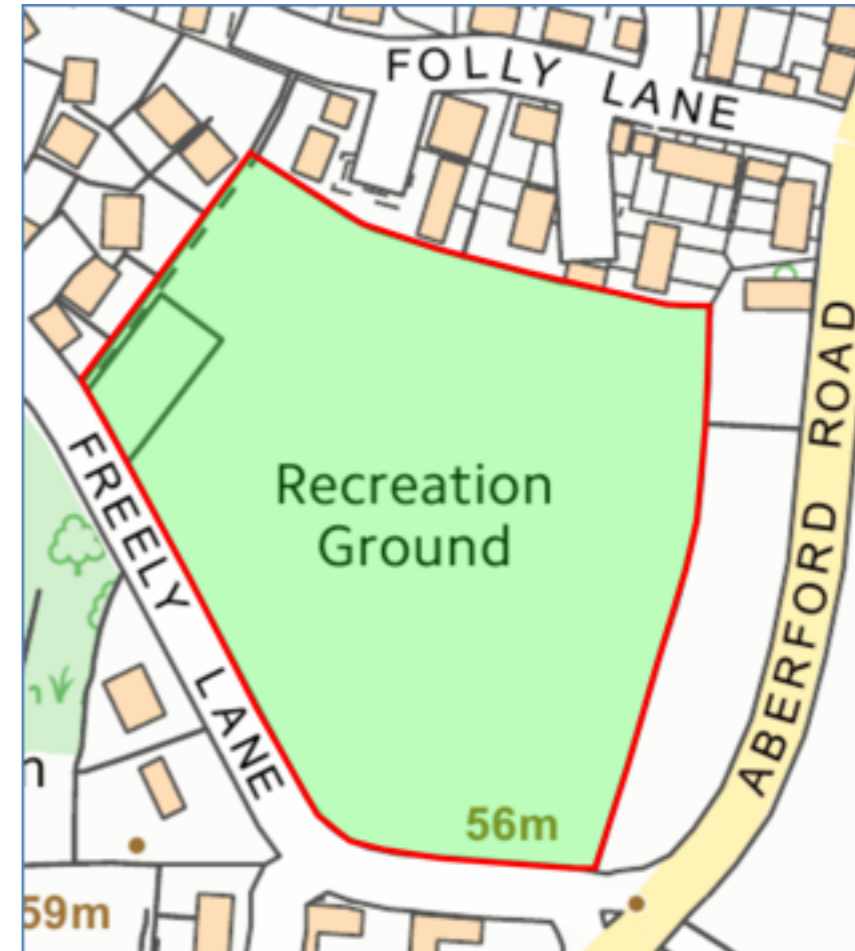 FOLLY LANE
ABERFORD ROAD
FREELY LANE
Recreation
Ground
56m
59m